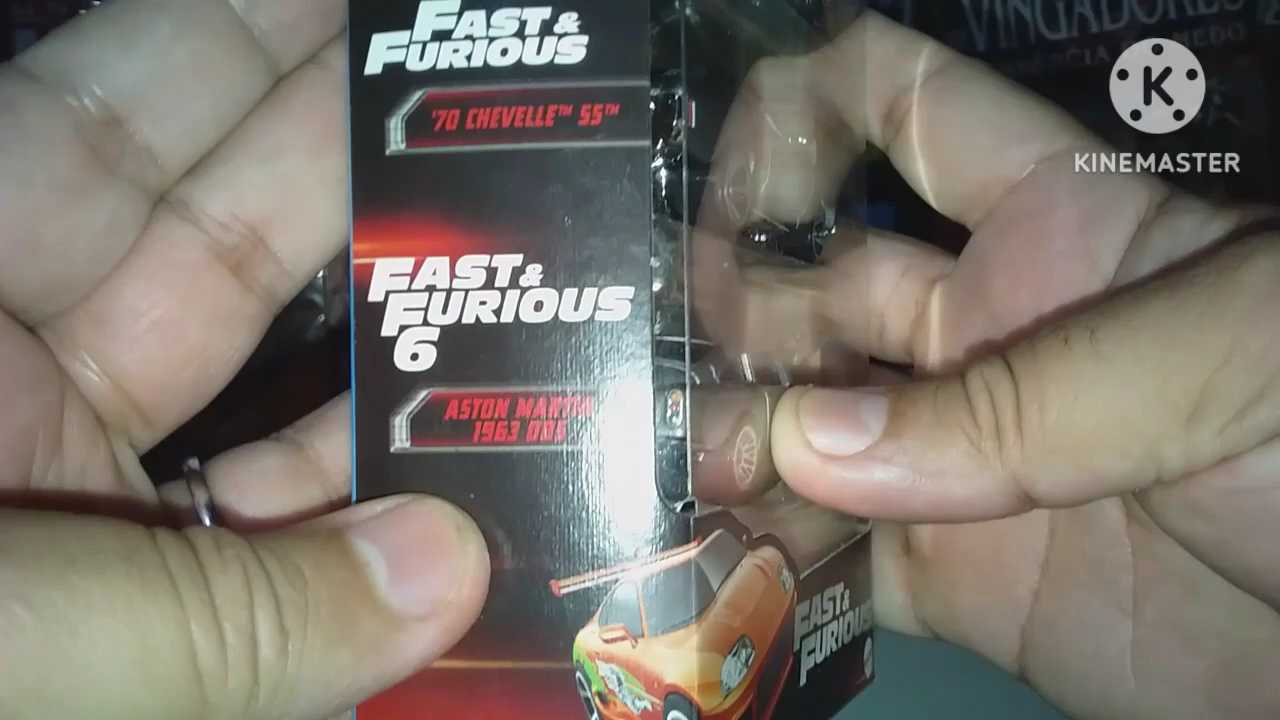 FAST &
FURIOUS
'70 CHEVELLE™ SS™
FAST &
FURIOUS
6
ASTON MARTIN
1963 DB5
FAST &
FURIOUS
VINGADORES
K
KINEMASTER